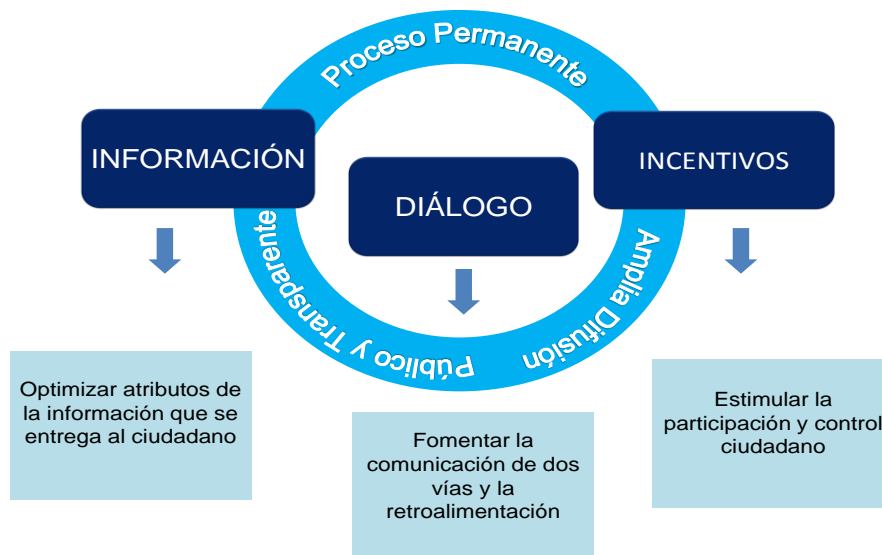 Proceso Permanente
INFORMACIÓN
DIÁLOGO
INCENTIVOS
Público y Transparente
Amplia Difusión
Optimizar atributos de
la información que se
entrega al ciudadano
Fomentar la
comunicación de dos
vías y la
retroalimentación
Estimular la
participación y control
ciudadano